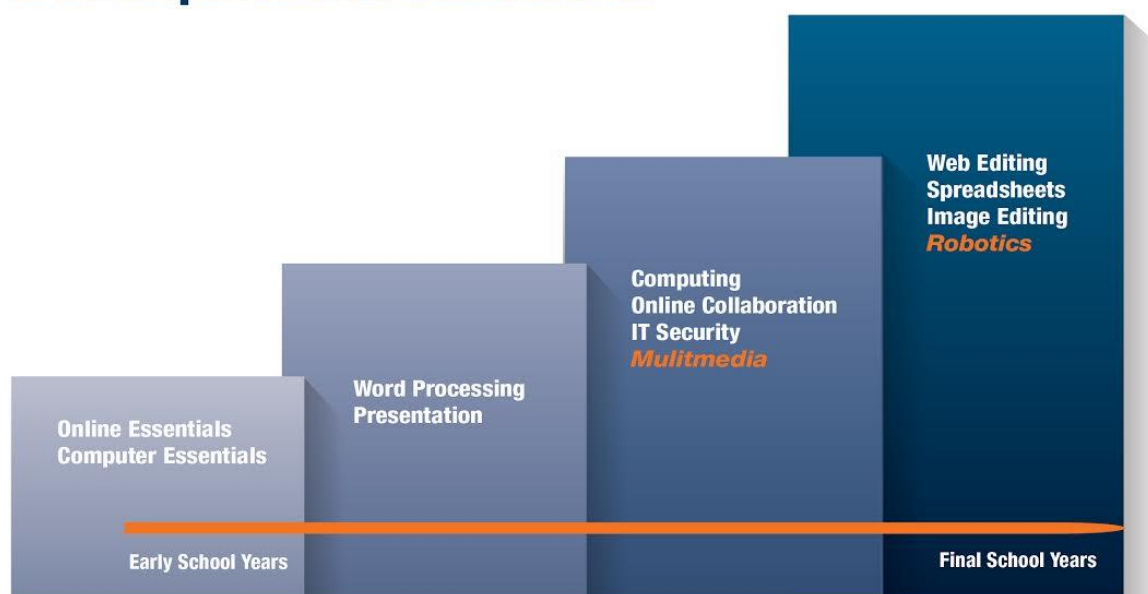 Web Editing
Spreadsheets
Image Editing
Robotics
Computing
Online Collaboration
IT Security
Mulitmedia
Word Processing
Presentation
Online Essentials
Computer Essentials
Early School Years
Final School Years